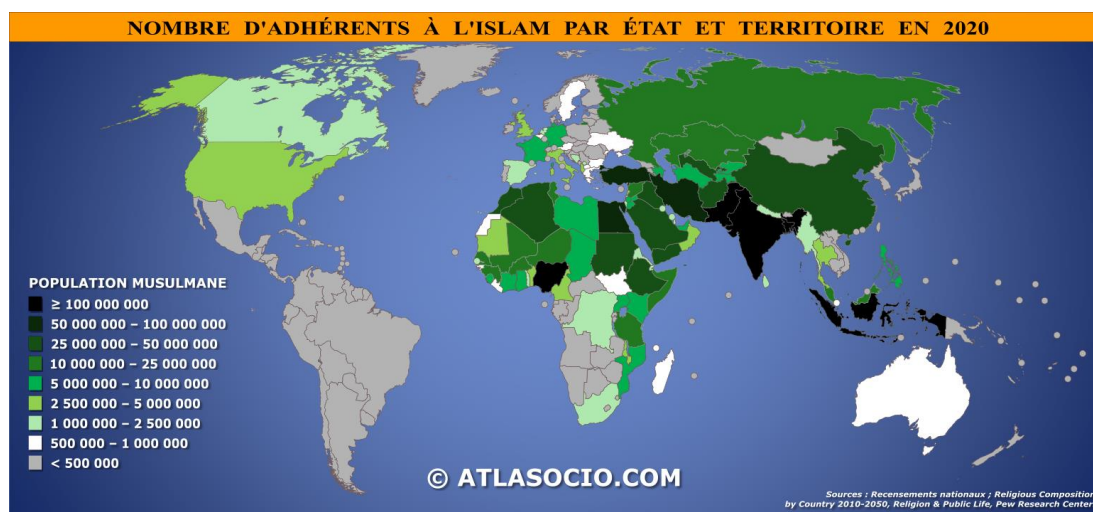 NOMBRE D'ADHÉRENTS À L'ISLAM PAR ÉTAT ET TERRITOIRE EN 2020
POPULATION MUSULMANE
≥ 100 000 000
50 000 000 – 100 000 000
25 000 000 – 50 000 000
10 000 000 – 25 000 000
5 000 000 – 10 000 000
2 500 000 – 5 000 000
1 000 000 – 2 500 000
500 000 – 1 000 000
< 500 000
© ATLASOCIO.COM
Sources : Recensements nationaux ; Religious Composition
by Country 2010-2050, Religion & Public Life, Pew Research Center.